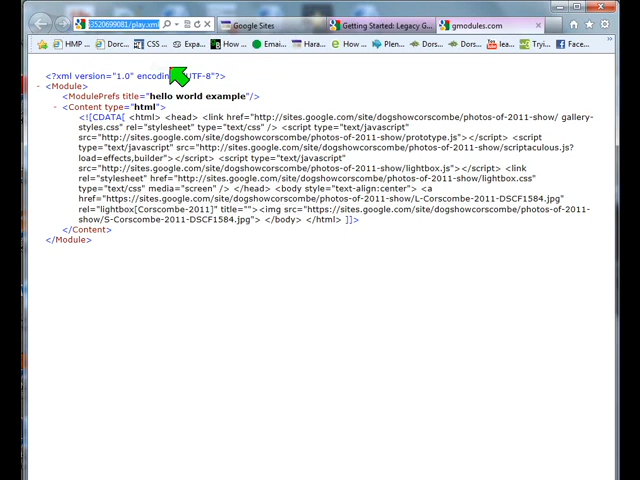 83520699081/play.xml
Google Sites
Getting Started: Legacy G...
gmodules.com
HMP ...
Dorc...
CSS ...
Expa...
How ...
Emai...
Hara...
How e...
Plen...
Dors...
Dors...
You lea...
Tryi...
Face...
?xml version="1.0" encodin UTF-8"?>
- <Module>
<ModulePrefs title="hello world example"/>
- <Content type="html">
<![CDATA[ <html> <head> <link href="http://sites.google.com/site/dogshowcorscombe/photos-of-2011-show/ gallery-
styles.css" rel="stylesheet" type="text/css" /> <script type="text/javascript"
src="http://sites.google.com/site/dogshowcorscombe/photos-of-2011-show/prototype.js"></script> <script
type="text/javascript" src="http://sites.google.com/site/dogshowcorscombe/photos-of-2011-show/scriptaculous.js?
load=effects,builder"></script> <script type="text/javascript"
src="http://sites.google.com/site/dogshowcorscombe/photos-of-2011-show/lightbox.js"></script> <link
rel="stylesheet" href="http://sites.google.com/site/dogshowcorscombe/photos-of-2011-show/lightbox.css"
type="text/css" media="screen" /> </head> <body style="text-align:center"> <a
href="https://sites.google.com/site/dogshowcorscombe/photos-of-2011-show/L-Corscombe-2011-DSCF1584.jpg"
rel="lightbox[Corscombe-2011]" title=""><img src="https://sites.google.com/site/dogshowcorscombe/photos-of-2011-
show/S-Corscombe-2011-DSCF1584.jpg"> </body> </html> ]]>
</Content>
</Module>